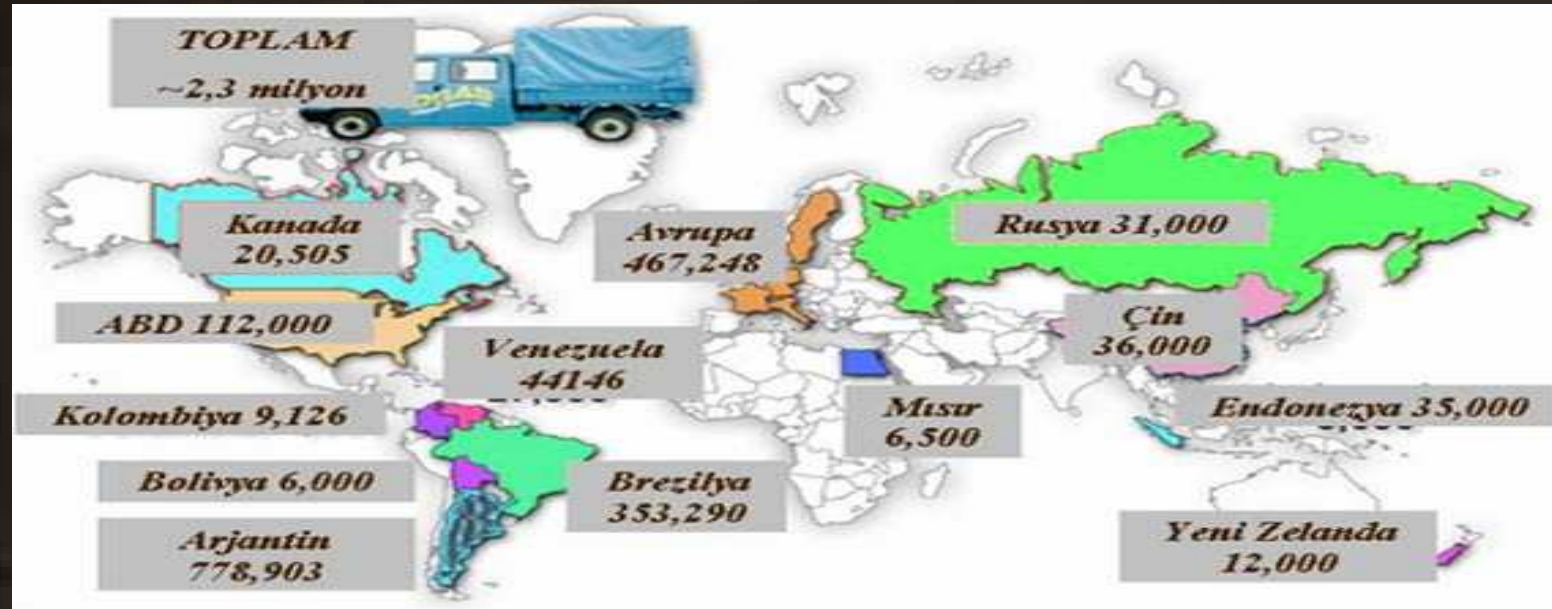 TOPLAM
~2,3 milyon
Kanada
20,505
Avrupa
467,248
Rusya 31,000
ABD 112,000
Venezuela
44146
Çin
36,000
Kolombiya 9,126
Mısır
6,500
Endonezya 35,000
Bolivya 6,000
Brezilya
353,290
Arjantin
778,903
Yeni Zelanda
12,000